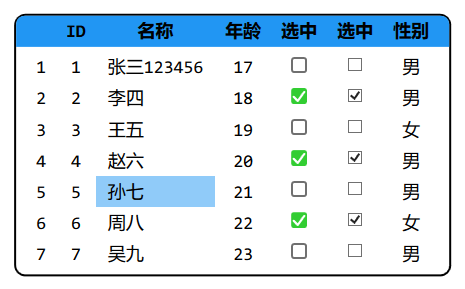 ID 名称 年龄 选中 选中 性别
1 1 张三123456 17 男
2 2 李四 18 男
3 3 王五 19 女
4 4 赵六 20 男
5 5 孙七 21 男
6 6 周八 22 女
7 7 吴九 23 男